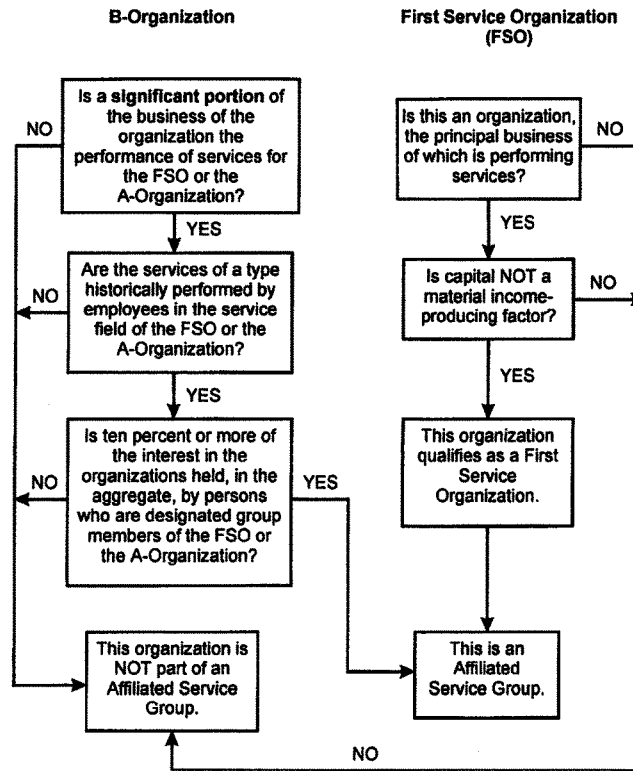 B-Organization
Is a significant portion of
the business of the
organization the
performance of services for
the FSO or the
A-Organization?
NO
YES
Are the services of a type
historically performed by
employees in the service
field of the FSO or the
A-Organization?
NO
YES
Is ten percent or more of
the interest in the
organizations held, in the
aggregate, by persons
who are designated group
members of the FSO or
the A-Organization?
NO
YES
This organization is
NOT part of an
Affiliated Service
Group.
First Service Organization
(FSO)
Is this an organization,
the principal business
of which is performing
services?
NO
YES
Is capital NOT a
material income-
producing factor?
NO
YES
This organization
qualifies as a First
Service
Organization.
This is an
Affiliated
Service Group.
NO